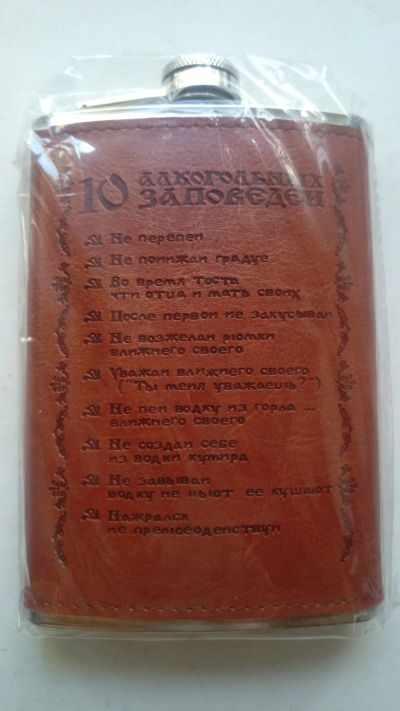 10 АЛКОГОЛЬНЫХ
ЗАПОВЕДЕЙ
Не перепей
Не понижай градус
Во время тоста
чти отца и мать своих
После первой не закусывай
Не возжелай рюмки
ближнего своего
Уважай ближнего своего
("Ты меня уважаешь?")
Не пей водку из горла ...
ближнего своего
Не создай себе
из водки кумира
Не забывай
водку не пьют её кушают
Нажрался
не прелюбодействуй